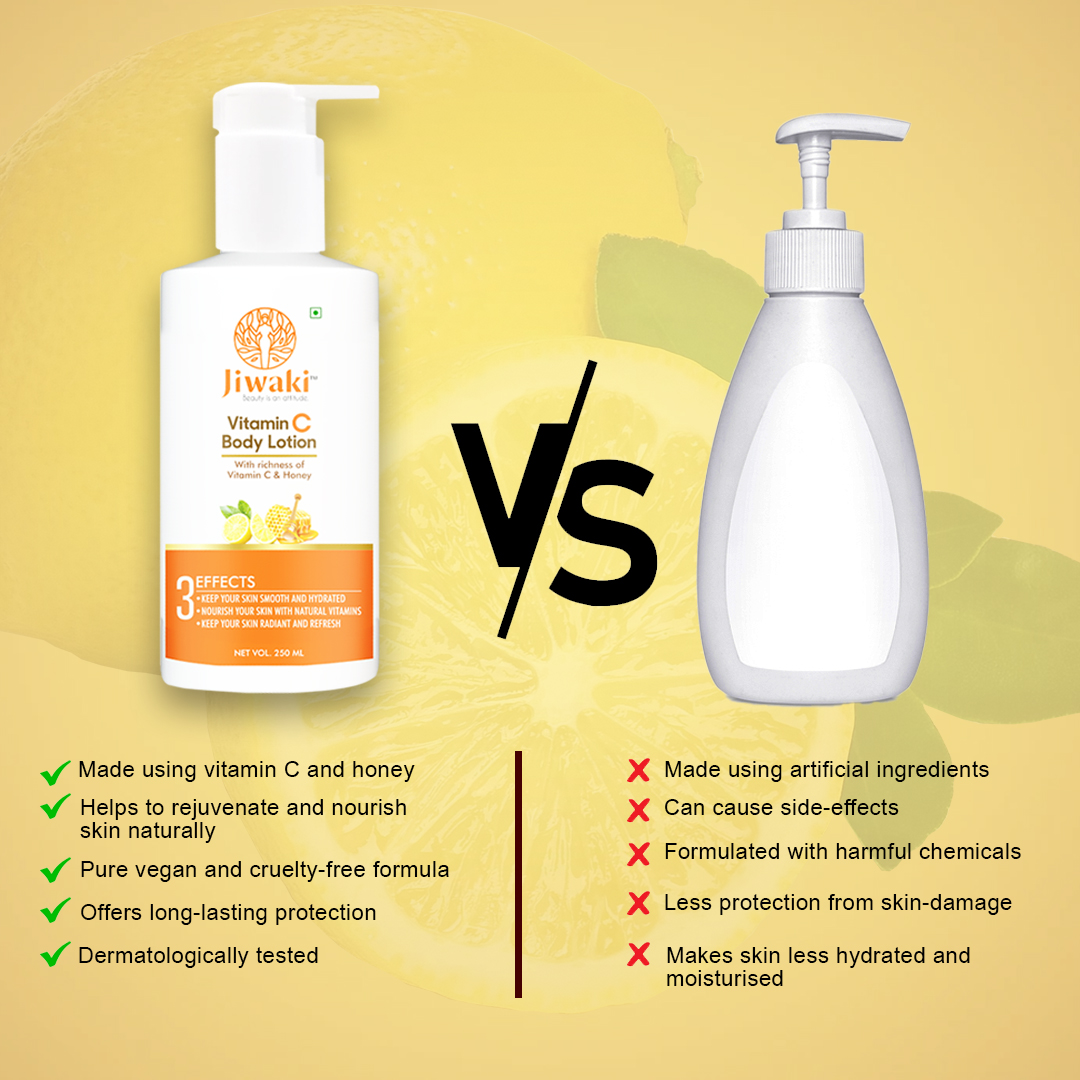 Jiwaki™
Beauty is an attitude.
Vitamin C
Body Lotion
With richness of
Vitamin C & Honey
3 EFFECTS
• KEEP YOUR SKIN SMOOTH AND HYDRATED
• NOURISH YOUR SKIN WITH NATURAL VITAMINS
• KEEP YOUR SKIN RADIANT AND REFRESH
NET VOL. 250 ML
VS
Made using vitamin C and honey
Helps to rejuvenate and nourish
skin naturally
Pure vegan and cruelty-free formula
Offers long-lasting protection
Dermatologically tested
Made using artificial ingredients
Can cause side-effects
Formulated with harmful chemicals
Less protection from skin-damage
Makes skin less hydrated and
moisturised